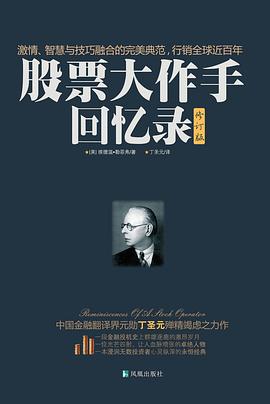 激情、智慧与技巧融合的完美典范，行销全球近百年
股票大作手
回忆录
修订版
★[美] 埃德温•勒菲弗/著 ★丁圣元/译
Reminiscences Of A Stock Operator
中国金融翻译界元勋丁圣元殚精竭虑之力作
一段金融投机史上群雄逐鹿的激昂岁月
一位光芒四射、让人血脉喷张的卓绝人物
一本浸润无数投资者心灵纵深的永恒经典
凤凰出版社